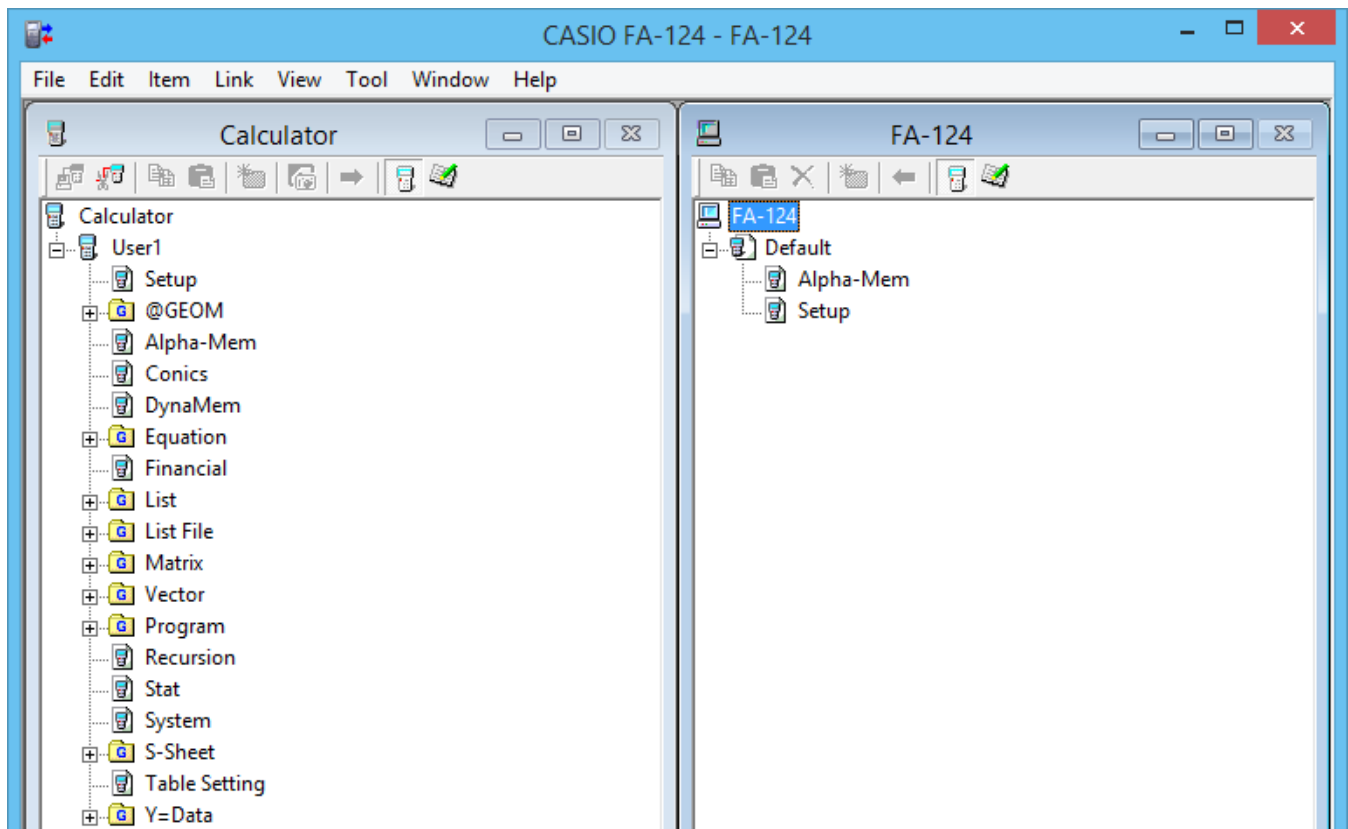 CASIO FA-124 - FA-124
File Edit Item Link View Tool Window Help
Calculator
Calculator
User1
Setup
@GEOM
Alpha-Mem
Conics
DynaMem
Equation
Financial
List
List File
Matrix
Vector
Program
Recursion
Stat
System
S-Sheet
Table Setting
Y=Data
FA-124
FA-124
Default
Alpha-Mem
Setup